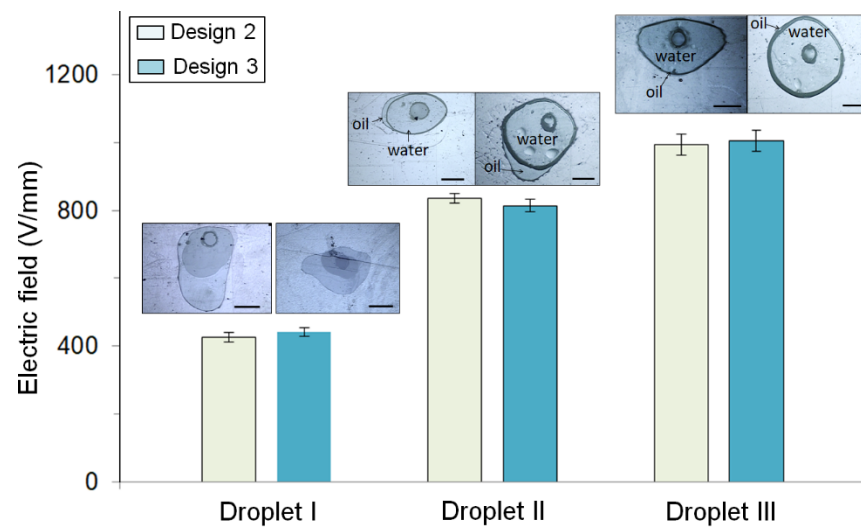 Design 2
Design 3
Electric field (V/mm)
1200
800
400
0
oil
water
oil
water
water
oil
oil
water
Droplet I
Droplet II
Droplet III